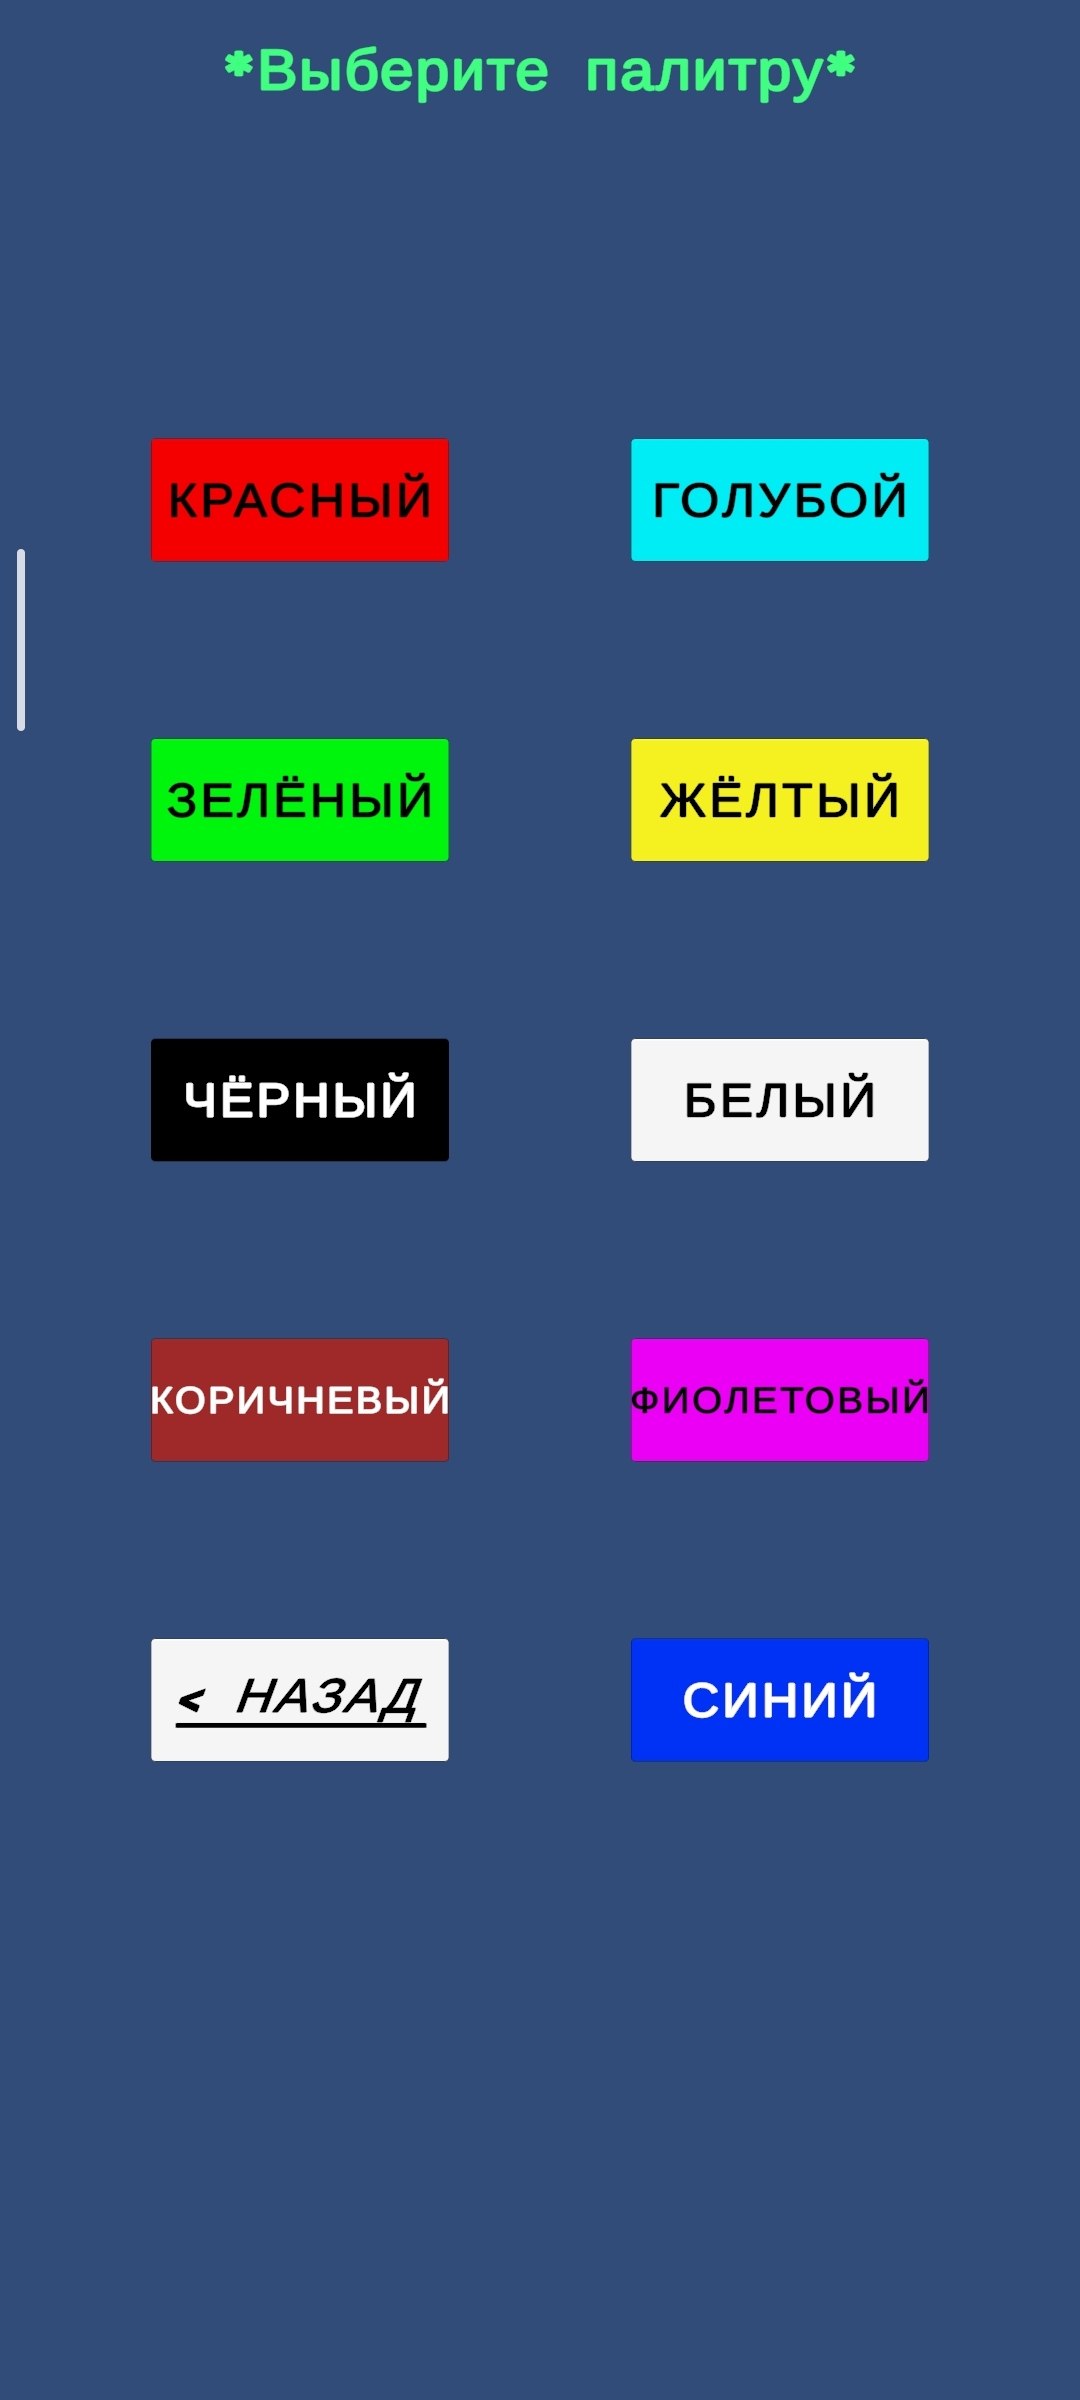 *Выберите палитру*
КРАСНЫЙ
ГОЛУБОЙ
ЗЕЛЁНЫЙ
ЖЁЛТЫЙ
ЧЁРНЫЙ
БЕЛЫЙ
КОРИЧНЕВЫЙ
ФИОЛЕТОВЫЙ
< НАЗАД
СИНИЙ